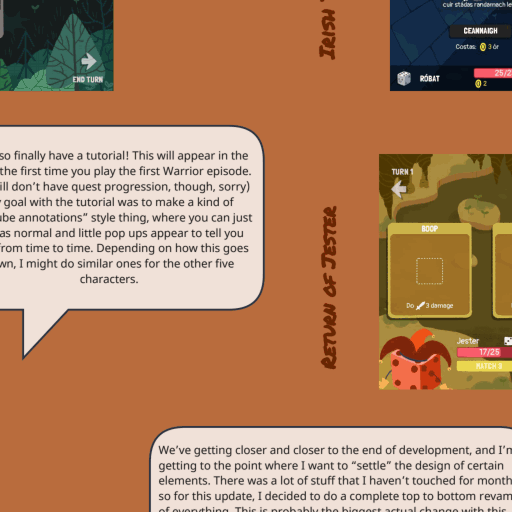 END TURN
IRISH
cuir stádas randamach le
CEANNAIGH
Costas: 3 ór
RÓBAT
25/2
2
so finally have a tutorial! This will appear in the
the first time you play the first Warrior episode.
ill don't have quest progression, though, sorry)
goal with the tutorial was to make a kind of
ube annotations" style thing, where you can just
as normal and little pop ups appear to tell you
from time to time. Depending on how this goes
wn, I might do similar ones for the other five
characters.
RETURN OF JESTER
TURN 1
BOOP
Do 3 damage
Jester
17/25
We've getting closer and closer to the end of development, and I'm
getting to the point where I want to "settle" the design of certain
elements. There was a lot of stuff that I haven't touched for month
so for this update, I decided to do a complete top to bottom revam
of everything. This is probably the biggest actual change with this